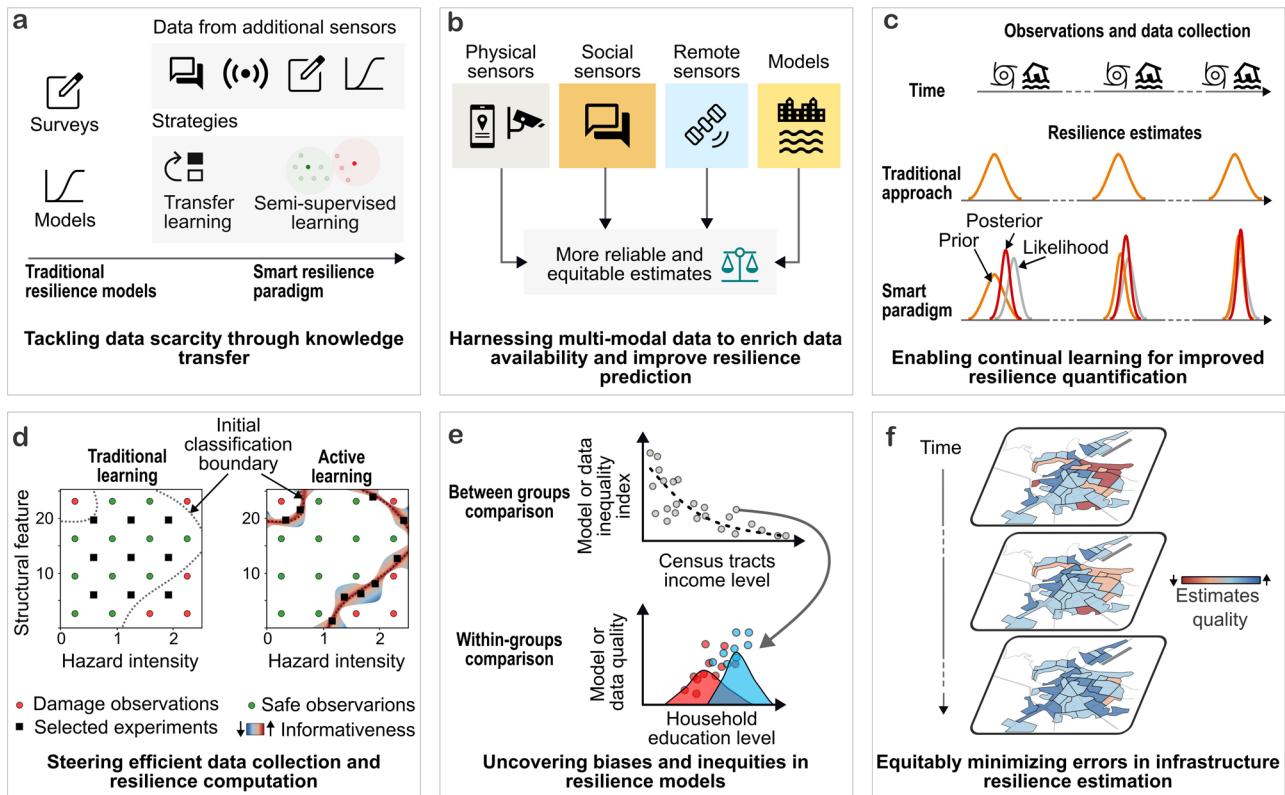 a
Data from additional sensors
Surveys
Strategies
Models
Transfer
learning
Semi-supervised
learning
Traditional
resilience models
Smart resilience
paradigm
Tackling data scarcity through knowledge
transfer
b
Physical
sensors
Social
sensors
Remote
sensors
Models
More reliable and
equitable estimates
Harnessing multi-modal data to enrich data
availability and improve resilience
prediction
c
Observations and data collection
Time
Resilience estimates
Traditional
approach
Posterior
Prior
Likelihood
Smart
paradigm
Enabling continual learning for improved
resilience quantification
d
Initial
classification
boundary
Traditional
learning
Active
learning
Structural feature
20
10
0
1
2
Hazard intensity
20
10
0
1
2
Hazard intensity
Damage observations
Safe observarions
Selected experiments
Informativeness
Steering efficient data collection and
resilience computation
e
Between groups
comparison
Model or data
inequality
index
Census tracts
income level
Within-groups
comparison
Model or
data quality
Household
education level
Uncovering biases and inequities in
resilience models
f
Time
Estimates
quality
Equitably minimizing errors in infrastructure
resilience estimation